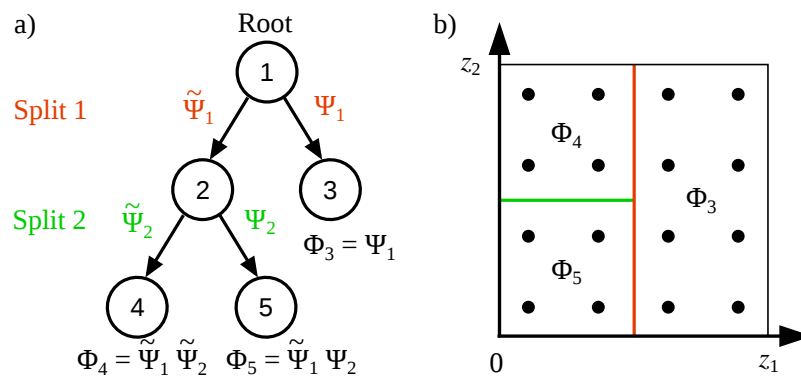 a)
Root
1
Split 1
Ψ̃₁
Ψ₁
2
3
Split 2
Ψ̃₂
Ψ₂
Φ₃ = Ψ₁
4
5
Φ₄ = Ψ̃₁ Ψ̃₂
Φ₅ = Ψ̃₁ Ψ₂
b)
z₂
Φ₄
Φ₃
Φ₅
0
z₁